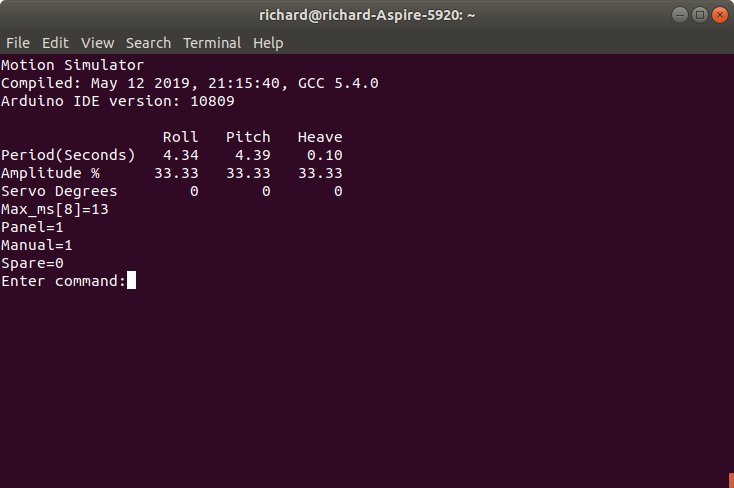 richard@richard-Aspire-5920: ~
File Edit View Search Terminal Help
Motion Simulator
Compiled: May 12 2019, 21:15:40, GCC 5.4.0
Arduino IDE version: 10809
Roll Pitch Heave
Period(Seconds) 4.34 4.39 0.10
Amplitude % 33.33 33.33 33.33
Servo Degrees 0 0 0
Max_ms[8]=13
Panel=1
Manual=1
Spare=0
Enter command: